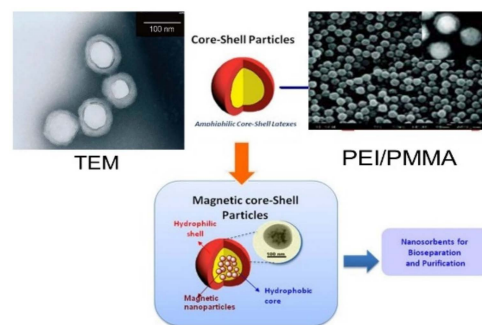 100 nm
Core-Shell Particles
Amphiphilic Core-Shell Latexes
TEM
PEI/PMMA
Magnetic core-Shell
Particles
Hydrophilic
shell
100 nm
Magnetic
nanoparticles
Hydrophobic
core
Nanosorbents for
Bioseparation
and Purification